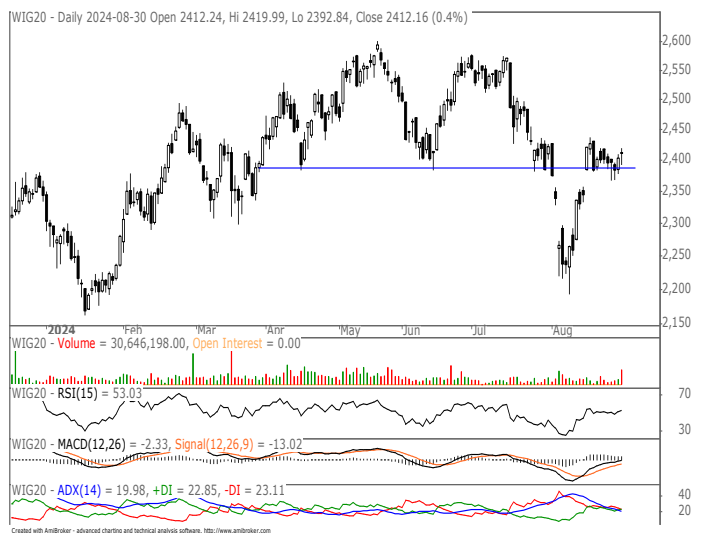 WIG20 - Daily 2024-08-30 Open 2412.24, Hi 2419.99, Lo 2392.84, Close 2412.16 (0.4%)
2,600
2,550
2,500
2,450
2,400
2,350
2,300
2,250
2,200
2,150
2024 Feb Mar Apr May Jun Jul Aug
WIG20 - Volume = 30,646,198.00, Open Interest = 0.00
WIG20 - RSI(15) = 53.03
70
30
WIG20 - MACD(12,26) = -2.33, Signal(12,26,9) = -13.02
WIG20 - ADX(14) = 19.98, +DI = 22.85, -DI = 23.11
40
20
Created with AmiBroker - advanced charting and technical analysis software. http://www.amibroker.com